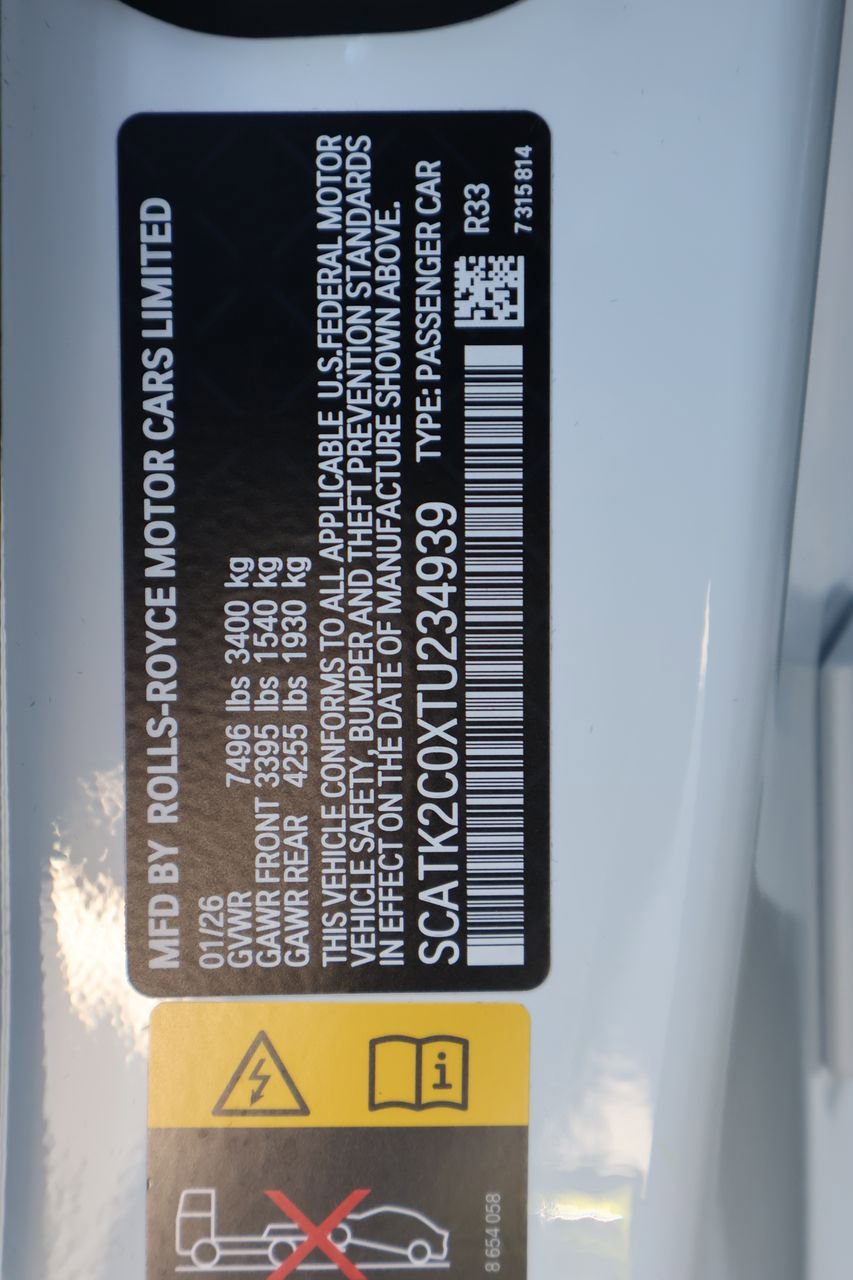 MFD BY ROLLS-ROYCE MOTOR CARS LIMITED
01/26
GVWR 7496 lbs 3400 kg
GAWR FRONT 3395 lbs 1540 kg
GAWR REAR 4255 lbs 1930 kg
THIS VEHICLE CONFORMS TO ALL APPLICABLE U.S.FEDERAL MOTOR
VEHICLE SAFETY, BUMPER AND THEFT PREVENTION STANDARDS
IN EFFECT ON THE DATE OF MANUFACTURE SHOWN ABOVE.
SCATK2C0XTU234939 TYPE: PASSENGER CAR
R33
7 315 814
i
8 654 058